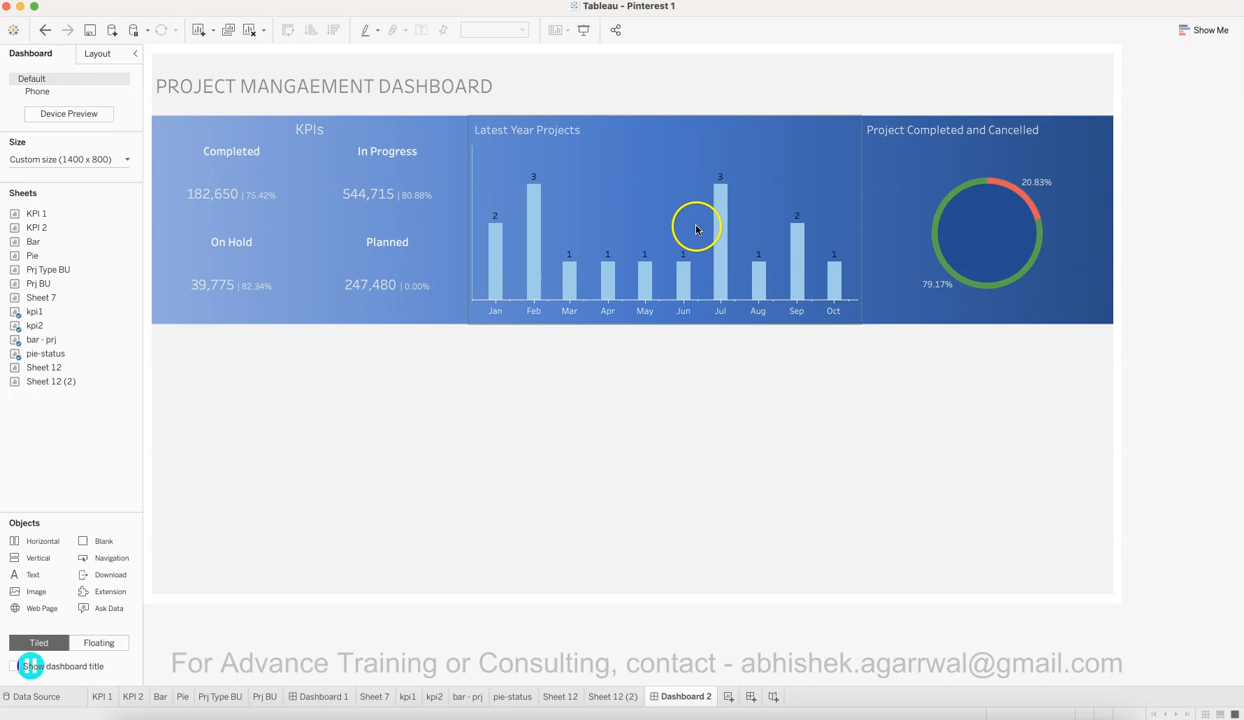 Tableau - Pinterest 1
Show Me
Dashboard
Layout
Default
Phone
Device Preview
Size
Custom size (1400 x 800)
Sheets
KPI 1
KPI 2
Bar
Pie
Prj Type BU
Prj BU
Sheet 7
kpi1
kpi2
bar - prj
pie-status
Sheet 12
Sheet 12 (2)
Objects
Horizontal
Blank
Vertical
Navigation
A Text
Download
Image
Extension
Web Page
Ask Data
Tiled
Floating
Show dashboard title
PROJECT MANGAEMENT DASHBOARD
KPIs
Completed
In Progress
182,650 | 75.42%
544,715 | 80.88%
On Hold
Planned
39,775 | 82.34%
247,480 | 0.00%
Latest Year Projects
2 3 1 1 1 1 3 1 2 1
Jan Feb Mar Apr May Jun Jul Aug Sep Oct
Project Completed and Cancelled
20.83%
79.17%
For Advance Training or Consulting, contact - abhishek.agarrwal@gmail.com
Data Source KPI 1 KPI 2 Bar Pie Prj Type BU Prj BU Dashboard 1 Sheet 7 kpi1 kpi2 bar - prj pie-status Sheet 12 Sheet 12 (2) Dashboard 2